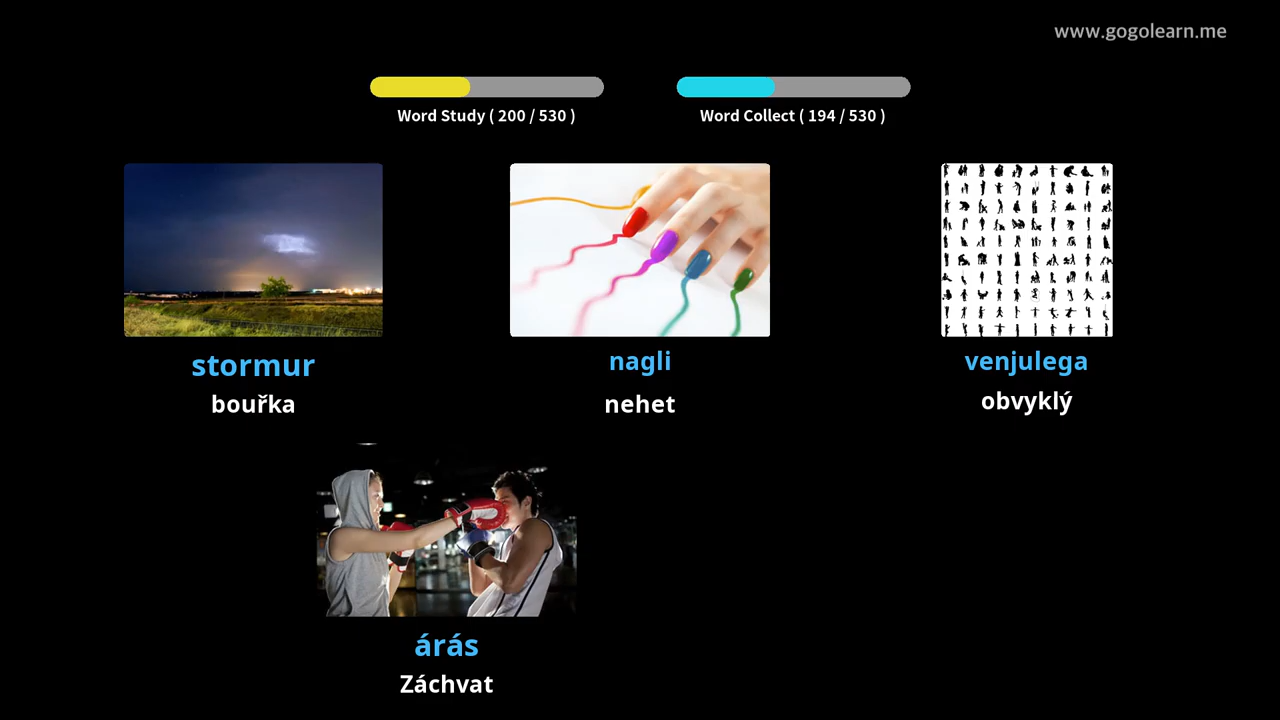 www.gogolearn.me
Word Study ( 200 / 530 )
Word Collect ( 194 / 530 )
stormur
bouřka
nagli
nehet
venjulega
obvyklý
árás
Záchvat